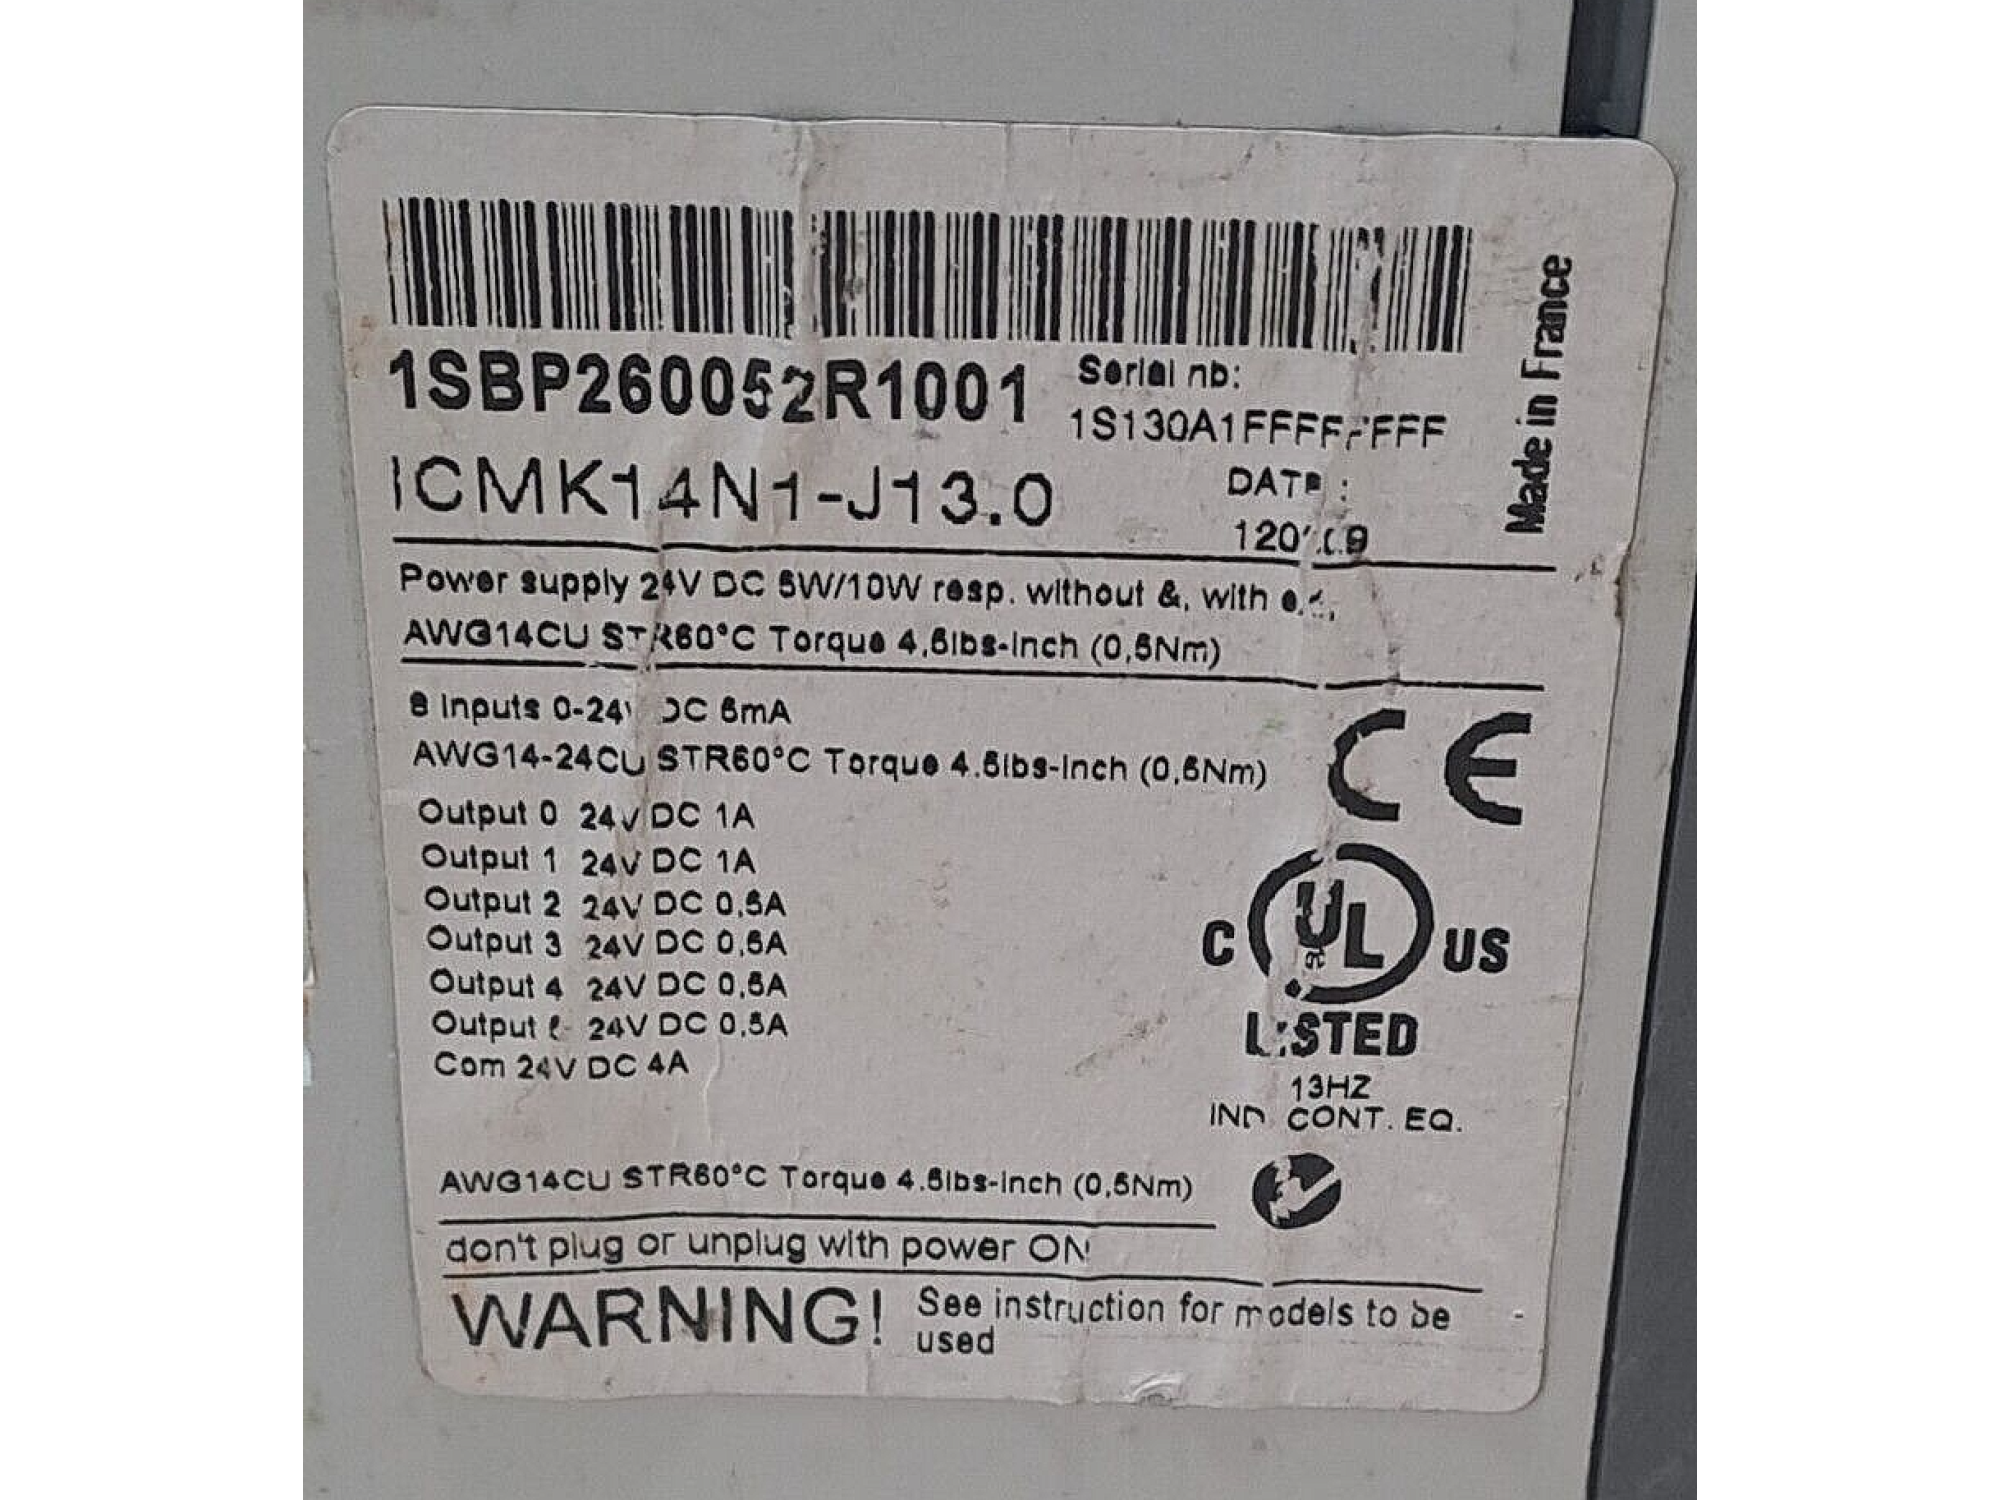 1SBP260052R1001
Serial nb:
1S130A1FFFFFFFF
ICMK14N1-J13.0
DATE :
Made in France
Power supply 24V DC 5W/10W resp. without &, with
AWG14CU STR60°C Torque 4,5lbs-inch (0,5Nm)
8 inputs 0-24V DC 5mA
AWG14-24CU STR60°C Torque 4.5lbs-inch (0,5Nm)
Output 0 24V DC 1A
Output 1 24V DC 1A
Output 2 24V DC 0,5A
Output 3 24V DC 0,5A
Output 4 24V DC 0,5A
Output 5 24V DC 0,5A
Com 24V DC 4A
CE
C UL US
LISTED
13HZ
IND. CONT. EQ.
AWG14CU STR60°C Torque 4.5lbs-inch (0,5Nm)
don't plug or unplug with power ON
WARNING! See instruction for models to be
used